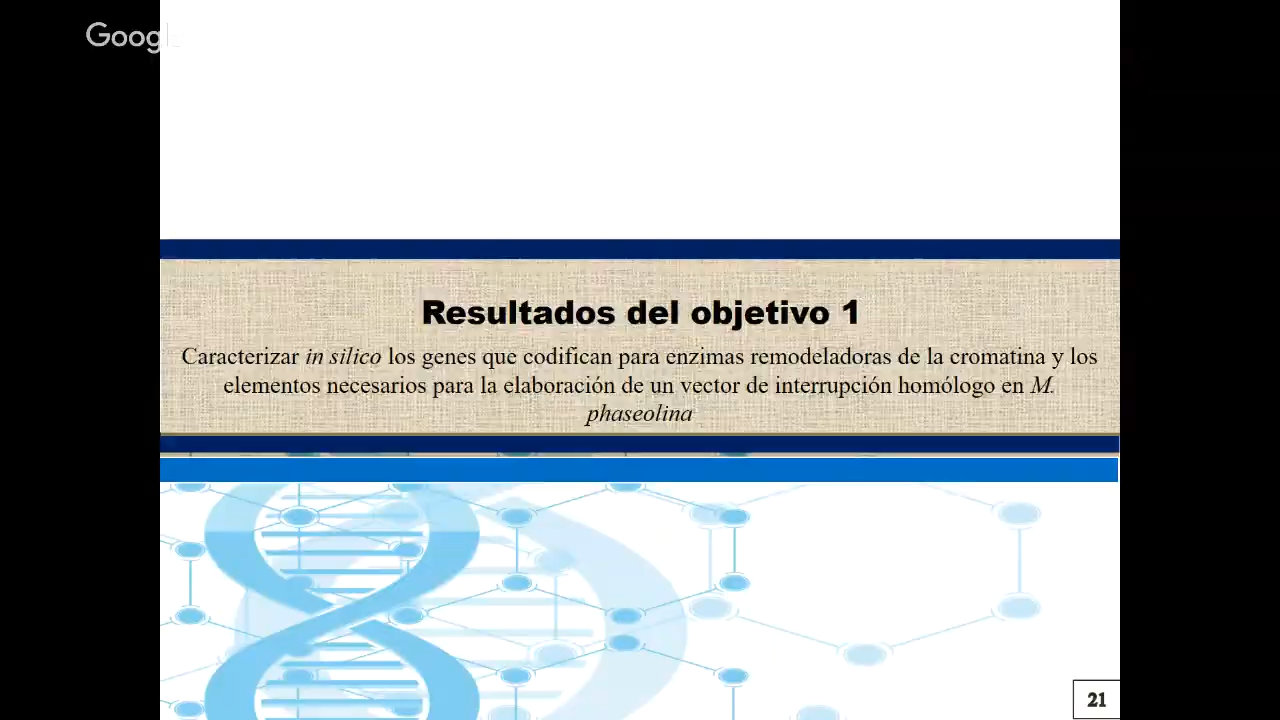 Resultados del objetivo 1
Caracterizar in silico los genes que codifican para enzimas remodeladoras de la cromatina y los
elementos necesarios para la elaboración de un vector de interrupción homólogo en M.
phaseolina
21